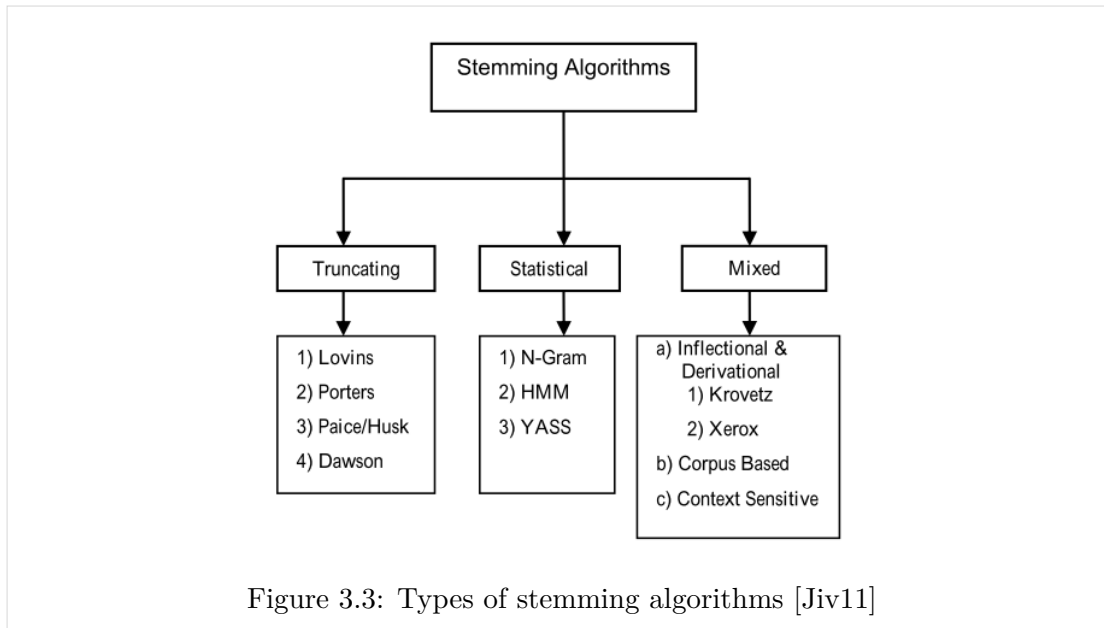 Stemming Algorithms
Truncating
Statistical
Mixed
1) Lovins
2) Porters
3) Paice/Husk
4) Dawson
1) N-Gram
2) HMM
3) YASS
a) Inflectional &
Derivational
1) Krovetz
2) Xerox
b) Corpus Based
c) Context Sensitive
Figure 3.3: Types of stemming algorithms [Jiv11]